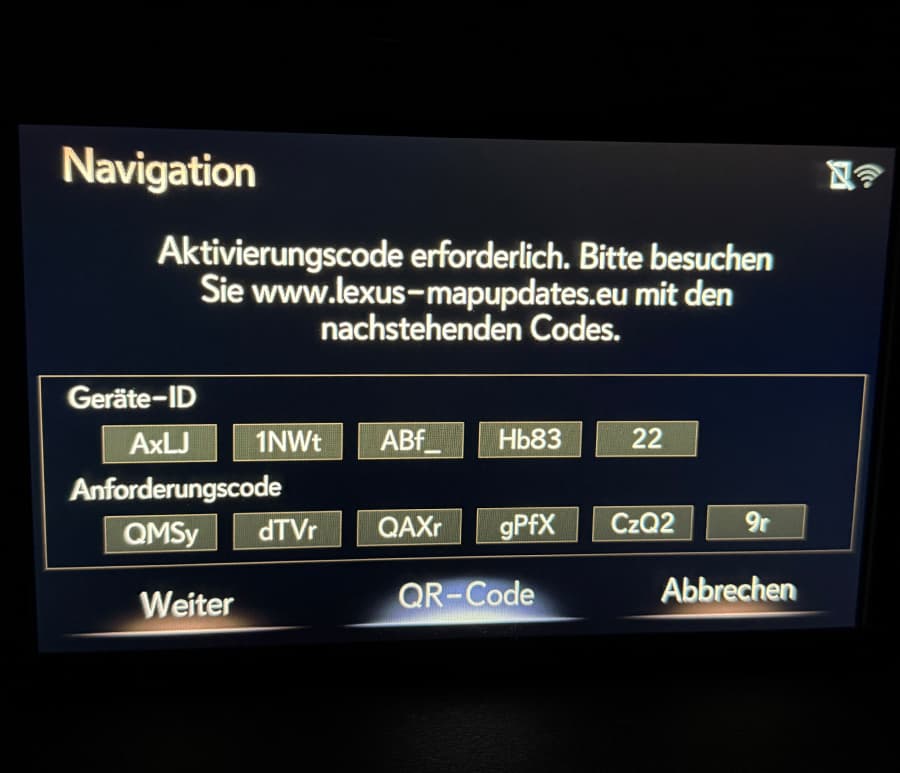 Navigation
Aktivierungscode erforderlich. Bitte besuchen
Sie www.lexus-mapupdates.eu mit den
nachstehenden Codes.
Geräte-ID
AxLJ 1NWt ABf_ Hb83 22
Anforderungscode
QMSy dTVr QAXr gPfX CzQ2 9r
Weiter QR-Code Abbrechen